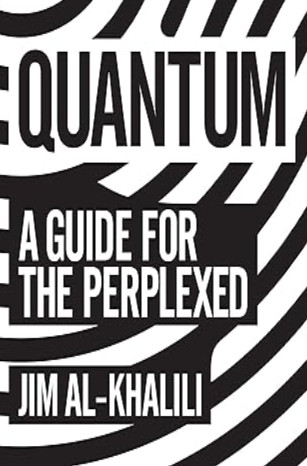 QUANTUM
A GUIDE FOR
THE PERPLEXED
JIM AL-KHALILI